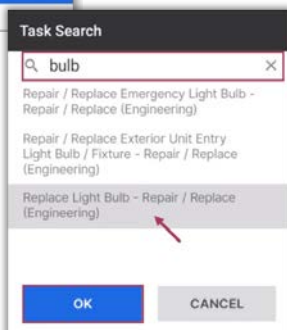 Task Search
bulb
Repair / Replace Emergency Light Bulb -
Repair / Replace (Engineering)
Repair / Replace Exterior Unit Entry
Light Bulb / Fixture - Repair / Replace
(Engineering)
Replace Light Bulb - Repair / Replace
(Engineering)
OK
CANCEL